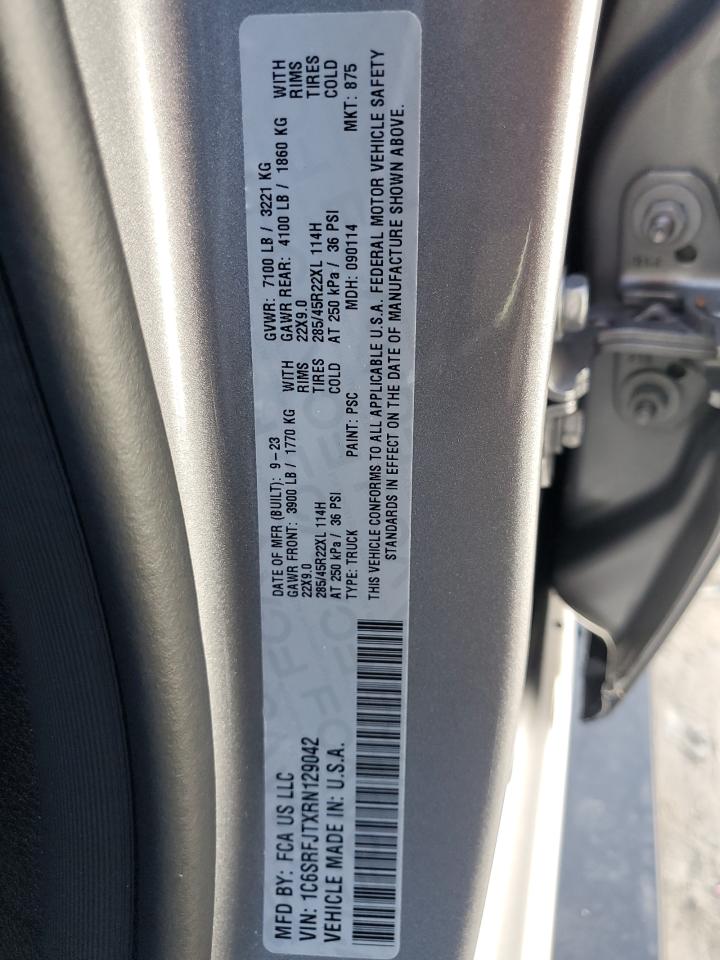 MFD BY: FCA US LLC
VIN: 1C6SRFJTXRN129042
VEHICLE MADE IN: U.S.A.
DATE OF MFR (BUILT): 9-23 GVWR: 7100 LB / 3221 KG
GAWR FRONT: 3900 LB / 1770 KG WITH GAWR REAR: 4100 LB / 1860 KG WITH
22X9.0 RIMS 22X9.0 RIMS
285/45R22XL 114H TIRES 285/45R22XL 114H TIRES
AT 250 kPa / 36 PSI COLD AT 250 kPa / 36 PSI COLD
TYPE: TRUCK PAINT: PSC MDH: 090114 MKT: 875
THIS VEHICLE CONFORMS TO ALL APPLICABLE U.S.A. FEDERAL MOTOR VEHICLE SAFETY
STANDARDS IN EFFECT ON THE DATE OF MANUFACTURE SHOWN ABOVE.